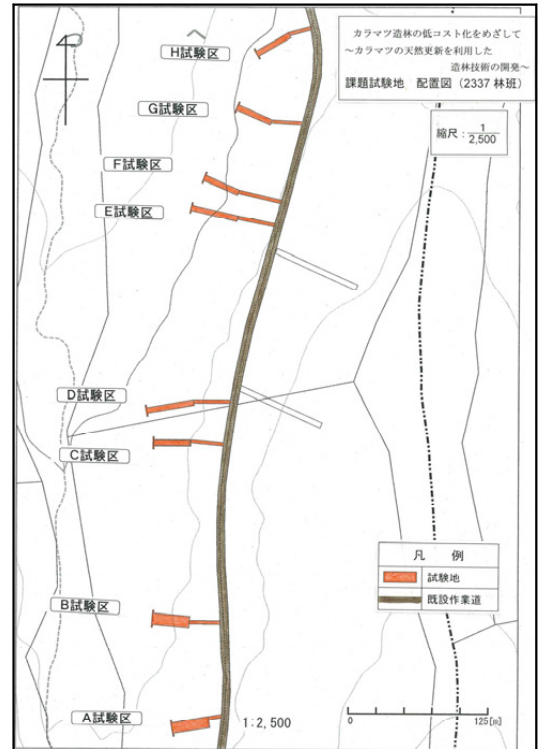 カラマツ造林の低コスト化をめざして
～カラマツの天然更新を利用した
造林技術の開発～
課題試験地 配置図（2337 林班）
縮尺：1/2,500
H試験区
G試験区
F試験区
E試験区
D試験区
C試験区
B試験区
A試験区
凡 例
試験地
既設作業道
1:2,500
0 125[m]